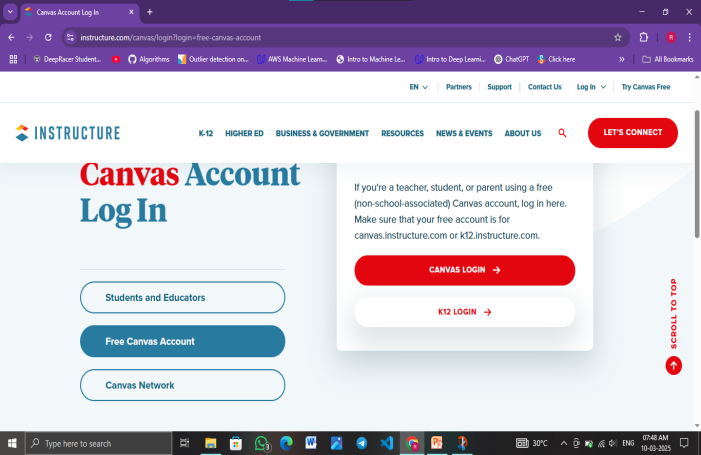 Canvas Account Log In
instructure.com/canvas/login?login=free-canvas-account
R
DeepRacer Student...
Algorithms
Outlier detection on...
AWS Machine Learn...
Intro to Machine Le...
Intro to Deep Learni...
ChatGPT
Click here
»
All Bookmarks
EN
Partners
Support
Contact Us
Log In
Try Canvas Free
INSTRUCTURE
K-12
HIGHER ED
BUSINESS & GOVERNMENT
RESOURCES
NEWS & EVENTS
ABOUT US
LET'S CONNECT
Canvas Account
Log In
Students and Educators
Free Canvas Account
Canvas Network
If you're a teacher, student, or parent using a free
(non-school-associated) Canvas account, log in here.
Make sure that your free account is for
canvas.instructure.com or k12.instructure.com.
CANVAS LOGIN
K12 LOGIN
SCROLL TO TOP
Type here to search
3
30°C
ENG
07:48 AM
10-03-2025